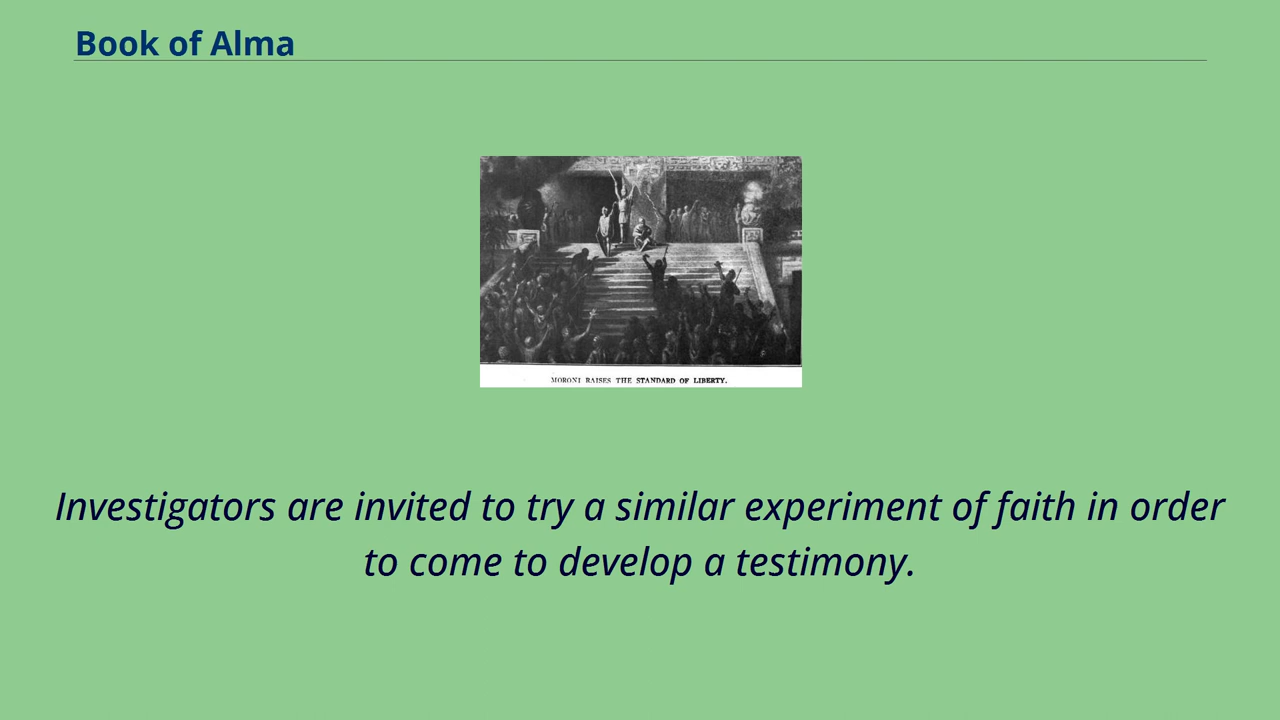 Book of Alma
MORONI RAISES THE STANDARD OF LIBERTY.
Investigators are invited to try a similar experiment of faith in order
to come to develop a testimony.